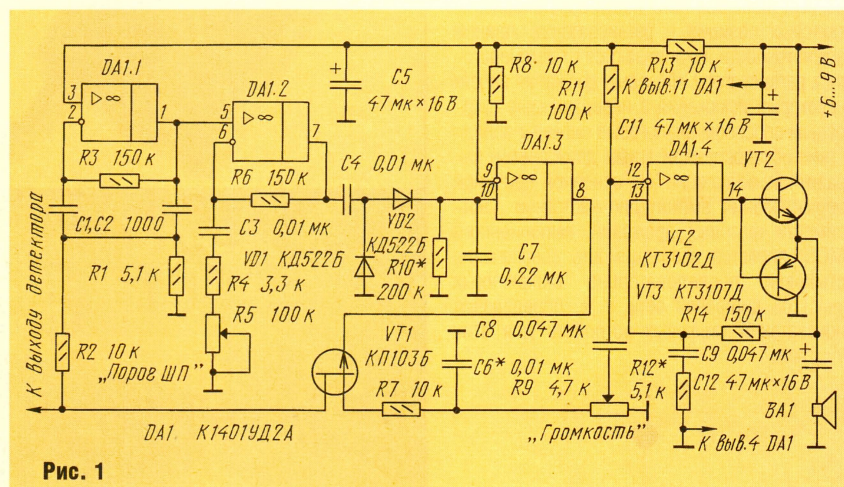 DA1.1
DA1.2
3
2
1
5
6
7
+
C5
47 мк × 16 В
R8 10 к
R11
100 к
R13
10 к
К выв.11 DA1
+
+6...9 В
C11 47 мк × 16 В
DA1.3
DA1.4
VT2
▷∞
▷∞
▷∞
▷∞
9
10
8
12
13
14
R3 150 к
R6 150 к
C4 0,01 мк
VD2
КД522Б
C1,C2 1000
C3 0,01 мк
VD1 КД522Б
R10*
200 к
C7
0,22 мк
VT2
КТ3102Д
VT3 КТ3107Д
R14 150 к
R1 5,1 к
R4 3,3 к
R5 100 к
К выходу детектора
R2 10 к
„Порог ШП”
VT1
КП103Б
C8 0,047 мк
C6* 0,01 мк
R7 10 к
R9 4,7 к
R12*
5,1 к
C9 0,047 мк
+
C12 47 мк × 16 В
BA1
„Громкость”
К выв.4 DA1
DA1 К1401УД2А
Рис. 1